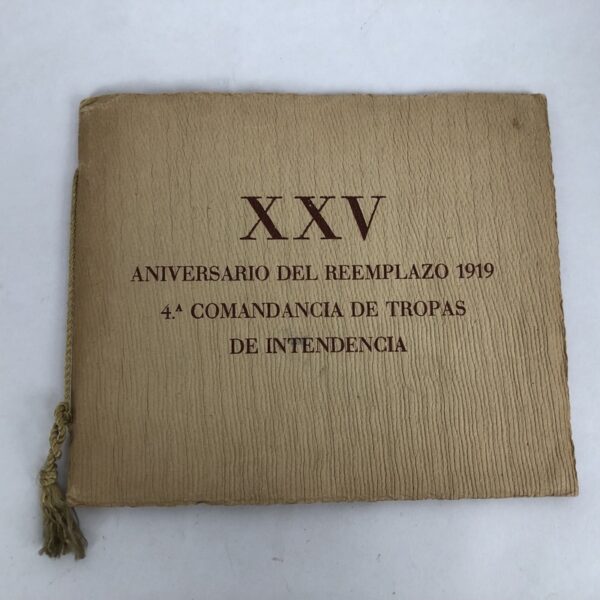 XXV
ANIVERSARIO DEL REEMPLAZO 1919
4.ª COMANDANCIA DE TROPAS
DE INTENDENCIA